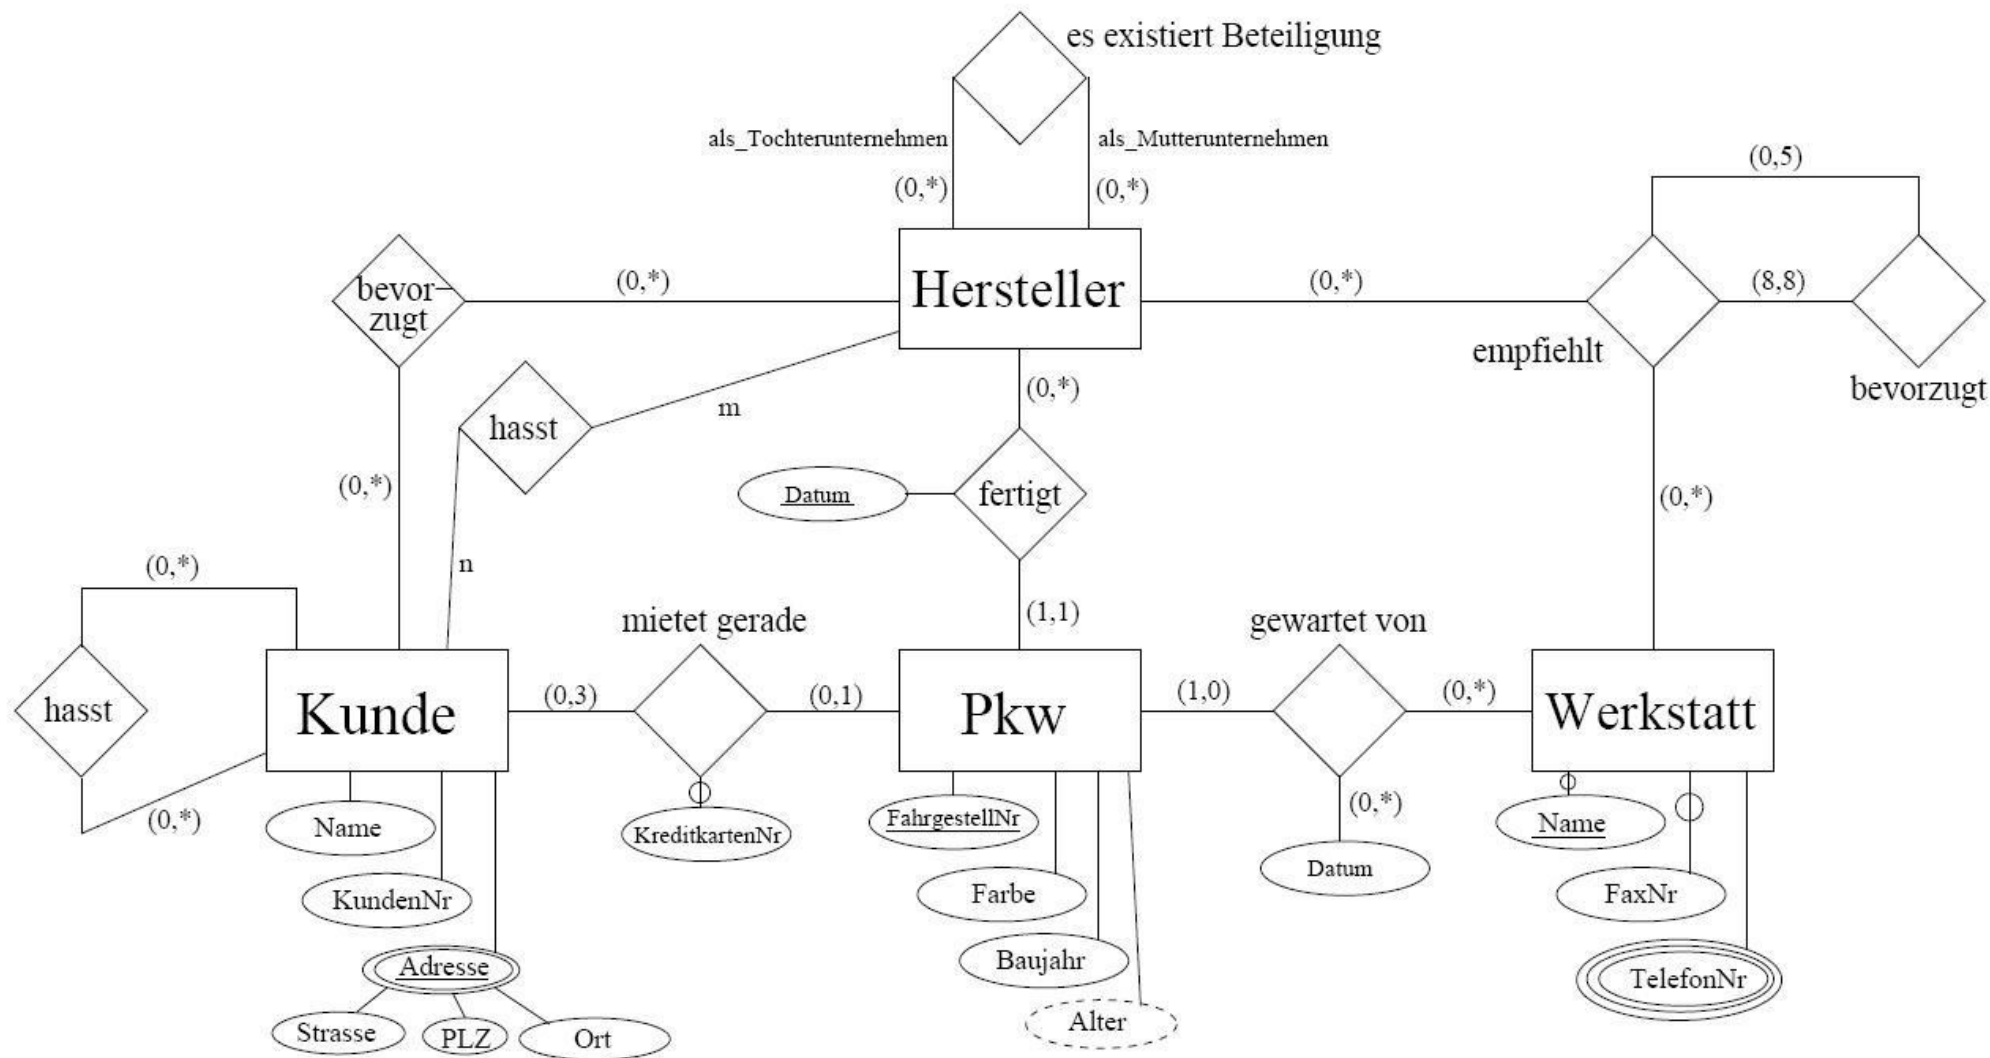 es existiert Beteiligung
als_Tochterunternehmen
als_Mutterunternehmen
(0,*)
(0,*)
(0,5)
bevor-
zugt
(0,*)
Hersteller
(0,*)
(8,8)
empfiehlt
bevorzugt
hasst
m
(0,*)
(0,*)
Datum
fertigt
(0,*)
n
(0,*)
mietet gerade
(1,1)
gewartet von
hasst
Kunde
(0,3)
(0,1)
Pkw
(1,0)
(0,*)
Werkstatt
(0,*)
Name
KreditkartenNr
FahrgestellNr
(0,*)
Name
KundenNr
Farbe
Datum
FaxNr
Adresse
Baujahr
TelefonNr
Strasse
PLZ
Ort
Alter